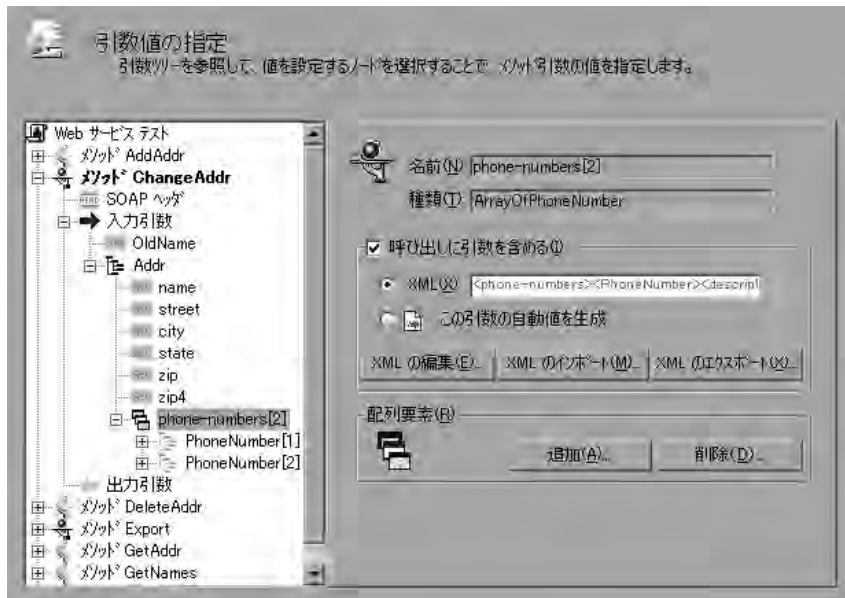 引数値の指定
引数ツリーを参照して、値を設定するノードを選択することで、メソッド引数の値を指定します。
Web サービス テスト
メソッド AddAddr
メソッド ChangeAddr
SOAP ヘッダ
入力引数
OldName
Addr
name
street
city
state
zip
zip4
phone-numbers[2]
PhoneNumber[1]
PhoneNumber[2]
出力引数
メソッド DeleteAddr
メソッド Export
メソッド GetAddr
メソッド GetNames
名前(N) phone-numbers[2]
種類(T) ArrayOfPhoneNumber
呼び出しに引数を含める(I)
XML(X) <phone-numbers><PhoneNumber><descript
この引数の自動値を生成
XML の編集(E)... XML のインポート(M)... XML のエクスポート(X)...
配列要素(R)
追加(A)... 削除(D)...